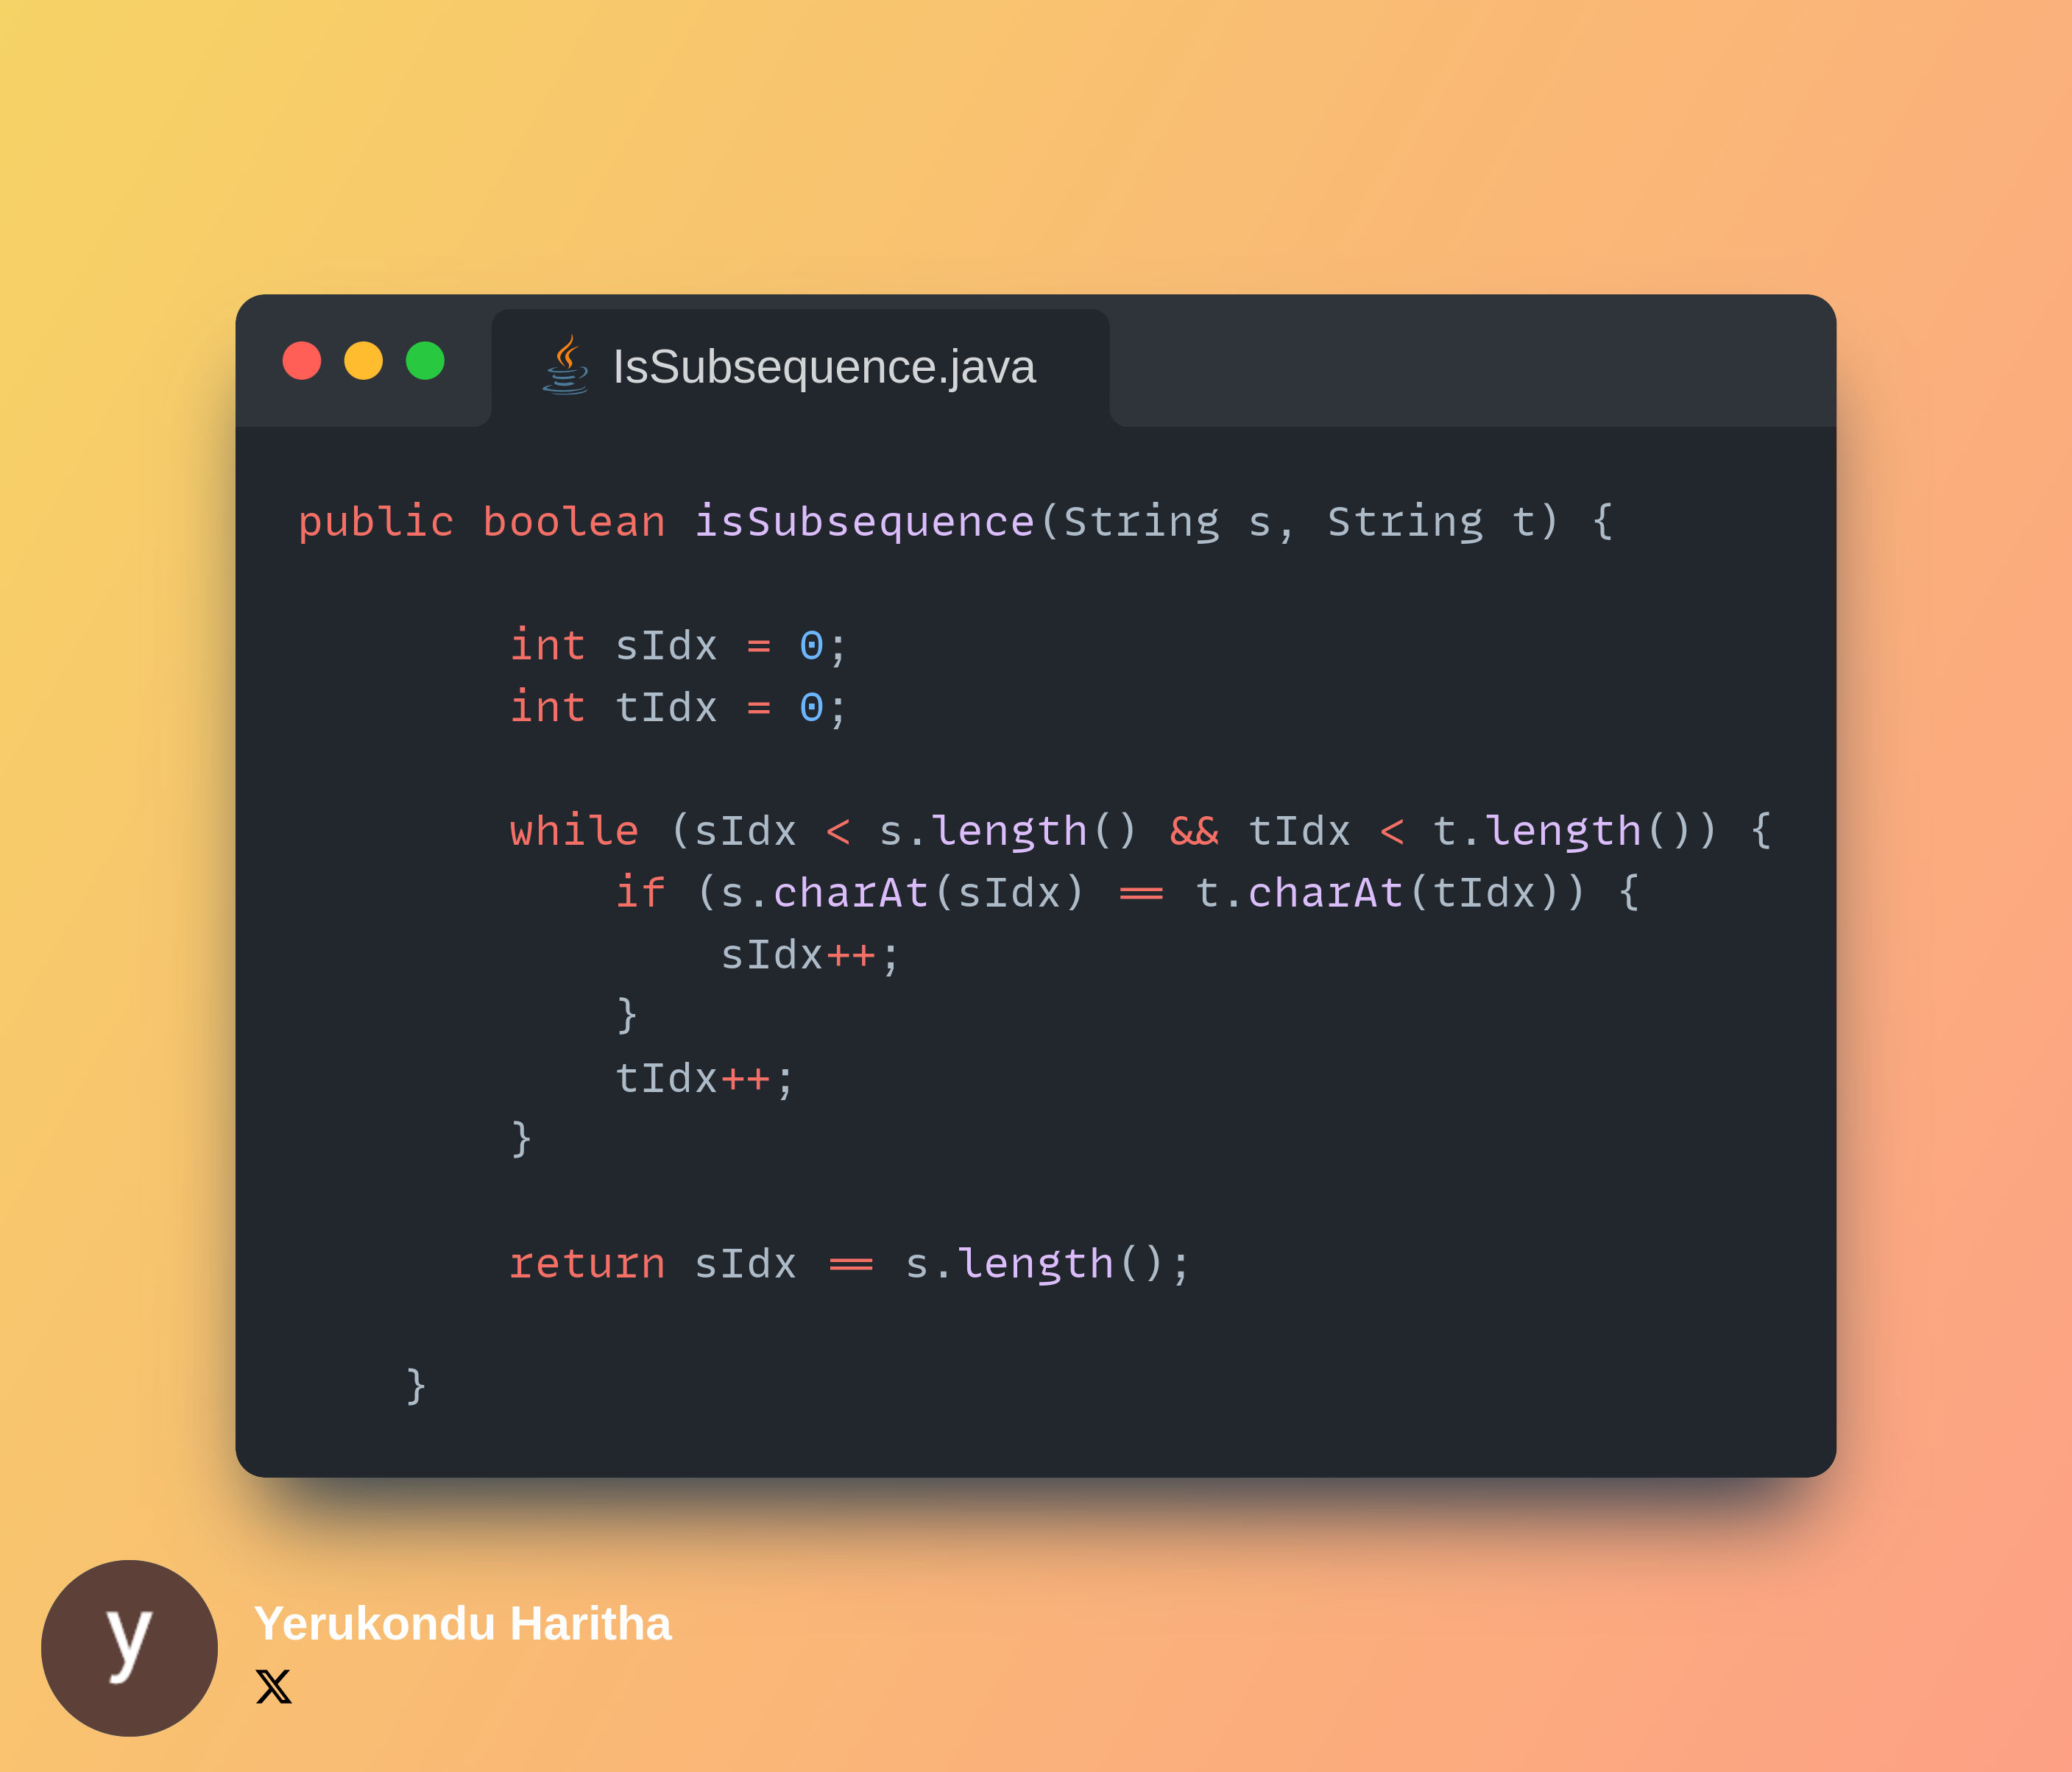 IsSubsequence.java
public boolean isSubsequence(String s, String t) {
int sIdx = 0;
int tIdx = 0;
while (sIdx < s.length() && tIdx < t.length()) {
if (s.charAt(sIdx) == t.charAt(tIdx)) {
sIdx++;
}
tIdx++;
}
return sIdx == s.length();
}
y
Yerukondu Haritha
X